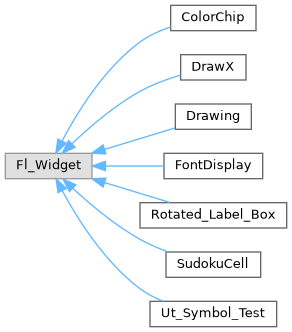 ColorChip
DrawX
Drawing
Fl_Widget
FontDisplay
Rotated_Label_Box
SudokuCell
Ut_Symbol_Test